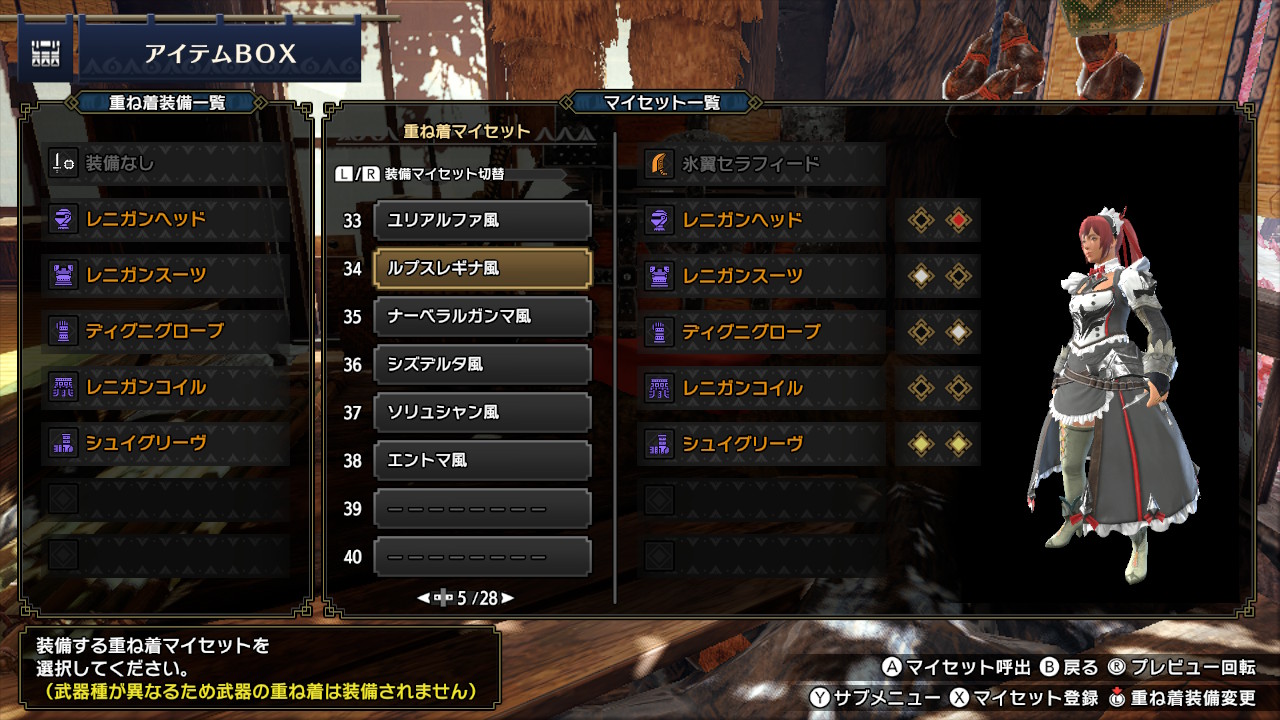 アイテムBOX
重ね着装備一覧
装備なし
レニガンヘッド
レニガンスーツ
ディグニグローブ
レニガンコイル
シュイグリーヴ
マイセット一覧
重ね着マイセット
L/R 装備マイセット切替
33 ユリアルファ風
34 ルプスレギナ風
35 ナーベラルガンマ風
36 シズデルタ風
37 ソリュシャン風
38 エントマ風
39 −−−−−−−−
40 −−−−−−−−
5/28
氷翼セラフィード
レニガンヘッド
レニガンスーツ
ディグニグローブ
レニガンコイル
シュイグリーヴ
装備する重ね着マイセットを
選択してください。
（武器種が異なるため武器の重ね着は装備されません）
Aマイセット呼出 B戻る Rプレビュー回転
Yサブメニュー Xマイセット登録 L重ね着装備変更